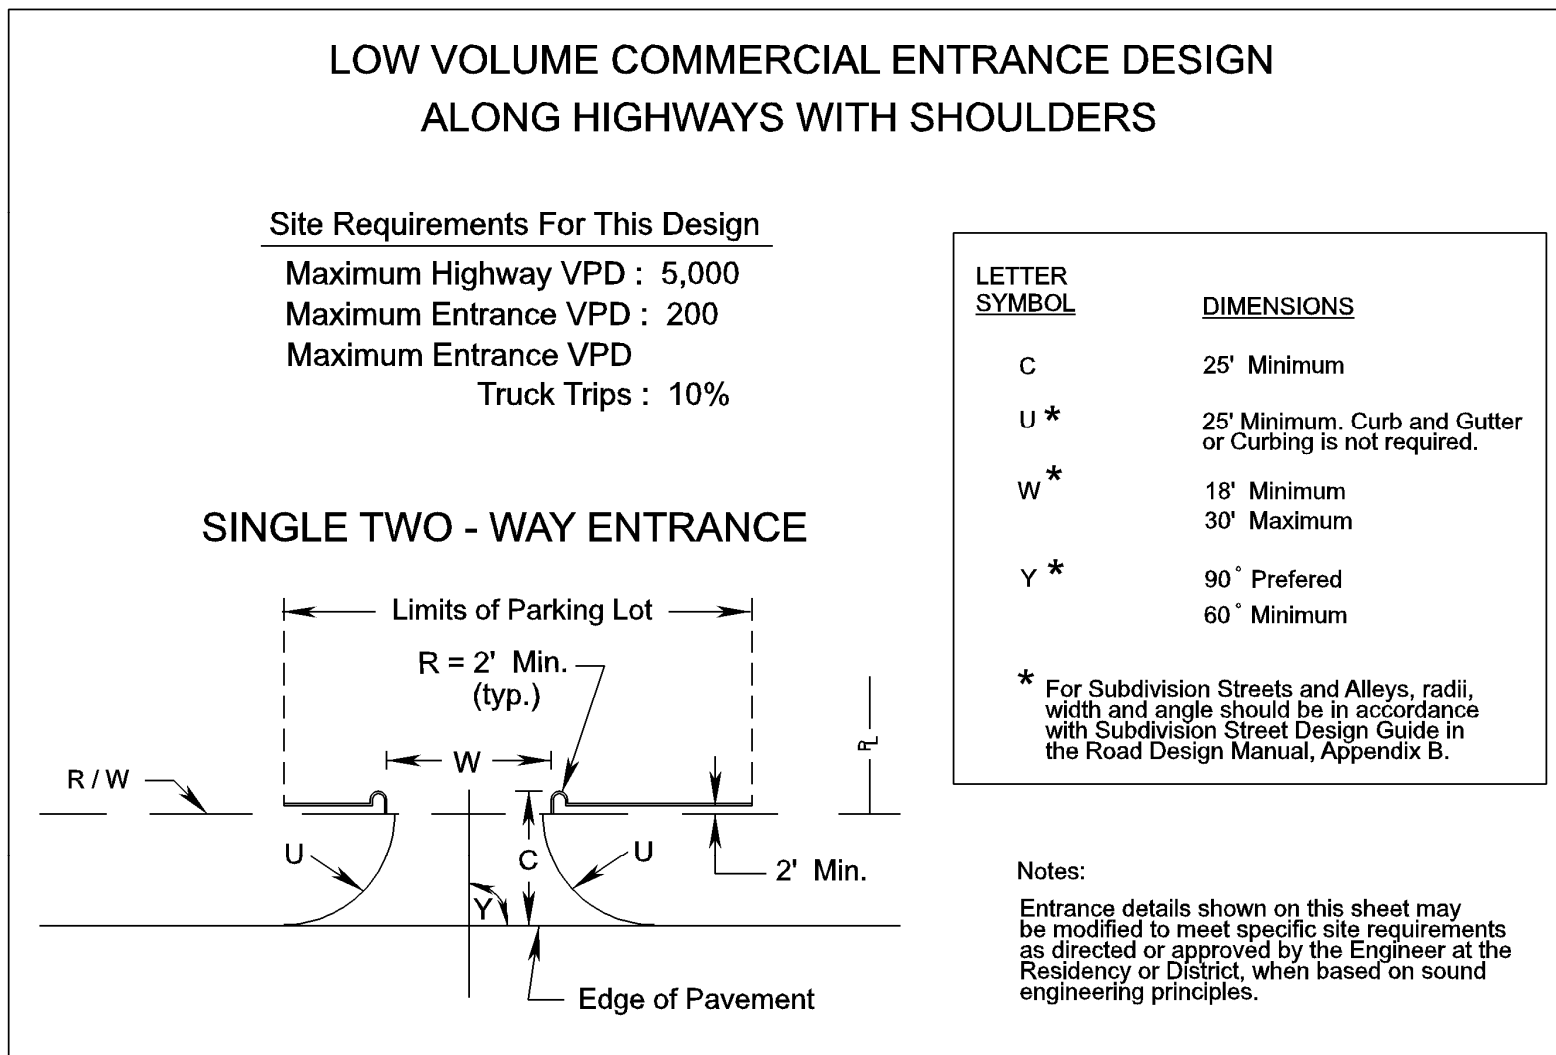 LOW VOLUME COMMERCIAL ENTRANCE DESIGN
ALONG HIGHWAYS WITH SHOULDERS
Site Requirements For This Design
Maximum Highway VPD : 5,000
Maximum Entrance VPD : 200
Maximum Entrance VPD
Truck Trips : 10%
LETTER
SYMBOL DIMENSIONS
C 25' Minimum
U * 25' Minimum. Curb and Gutter
or Curbing is not required.
W * 18' Minimum
30' Maximum
Y * 90° Prefered
60° Minimum
* For Subdivision Streets and Alleys, radii,
width and angle should be in accordance
with Subdivision Street Design Guide in
the Road Design Manual, Appendix B.
SINGLE TWO - WAY ENTRANCE
Limits of Parking Lot
R = 2' Min.
(typ.)
W
R / W
PL
U
C
U
2' Min.
Y
Edge of Pavement
Notes:
Entrance details shown on this sheet may
be modified to meet specific site requirements
as directed or approved by the Engineer at the
Residency or District, when based on sound
engineering principles.